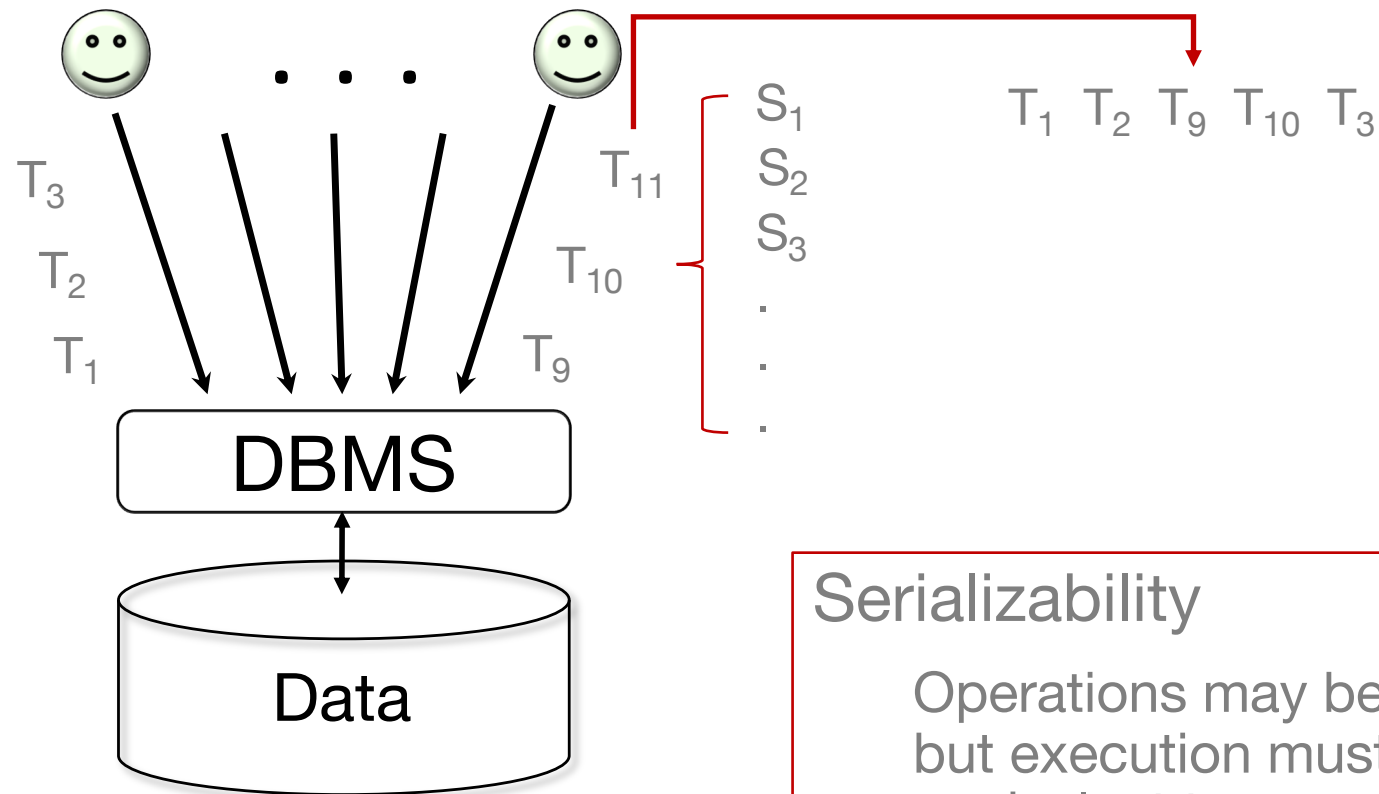 . . .
S₁
T₁ T₂ T₉ T₁₀ T₃
T₃
T₁₁
S₂
S₃
T₂
T₁₀
.
T₁
T₉
.
.
DBMS
Data
Serializability
Operations may be
but execution must